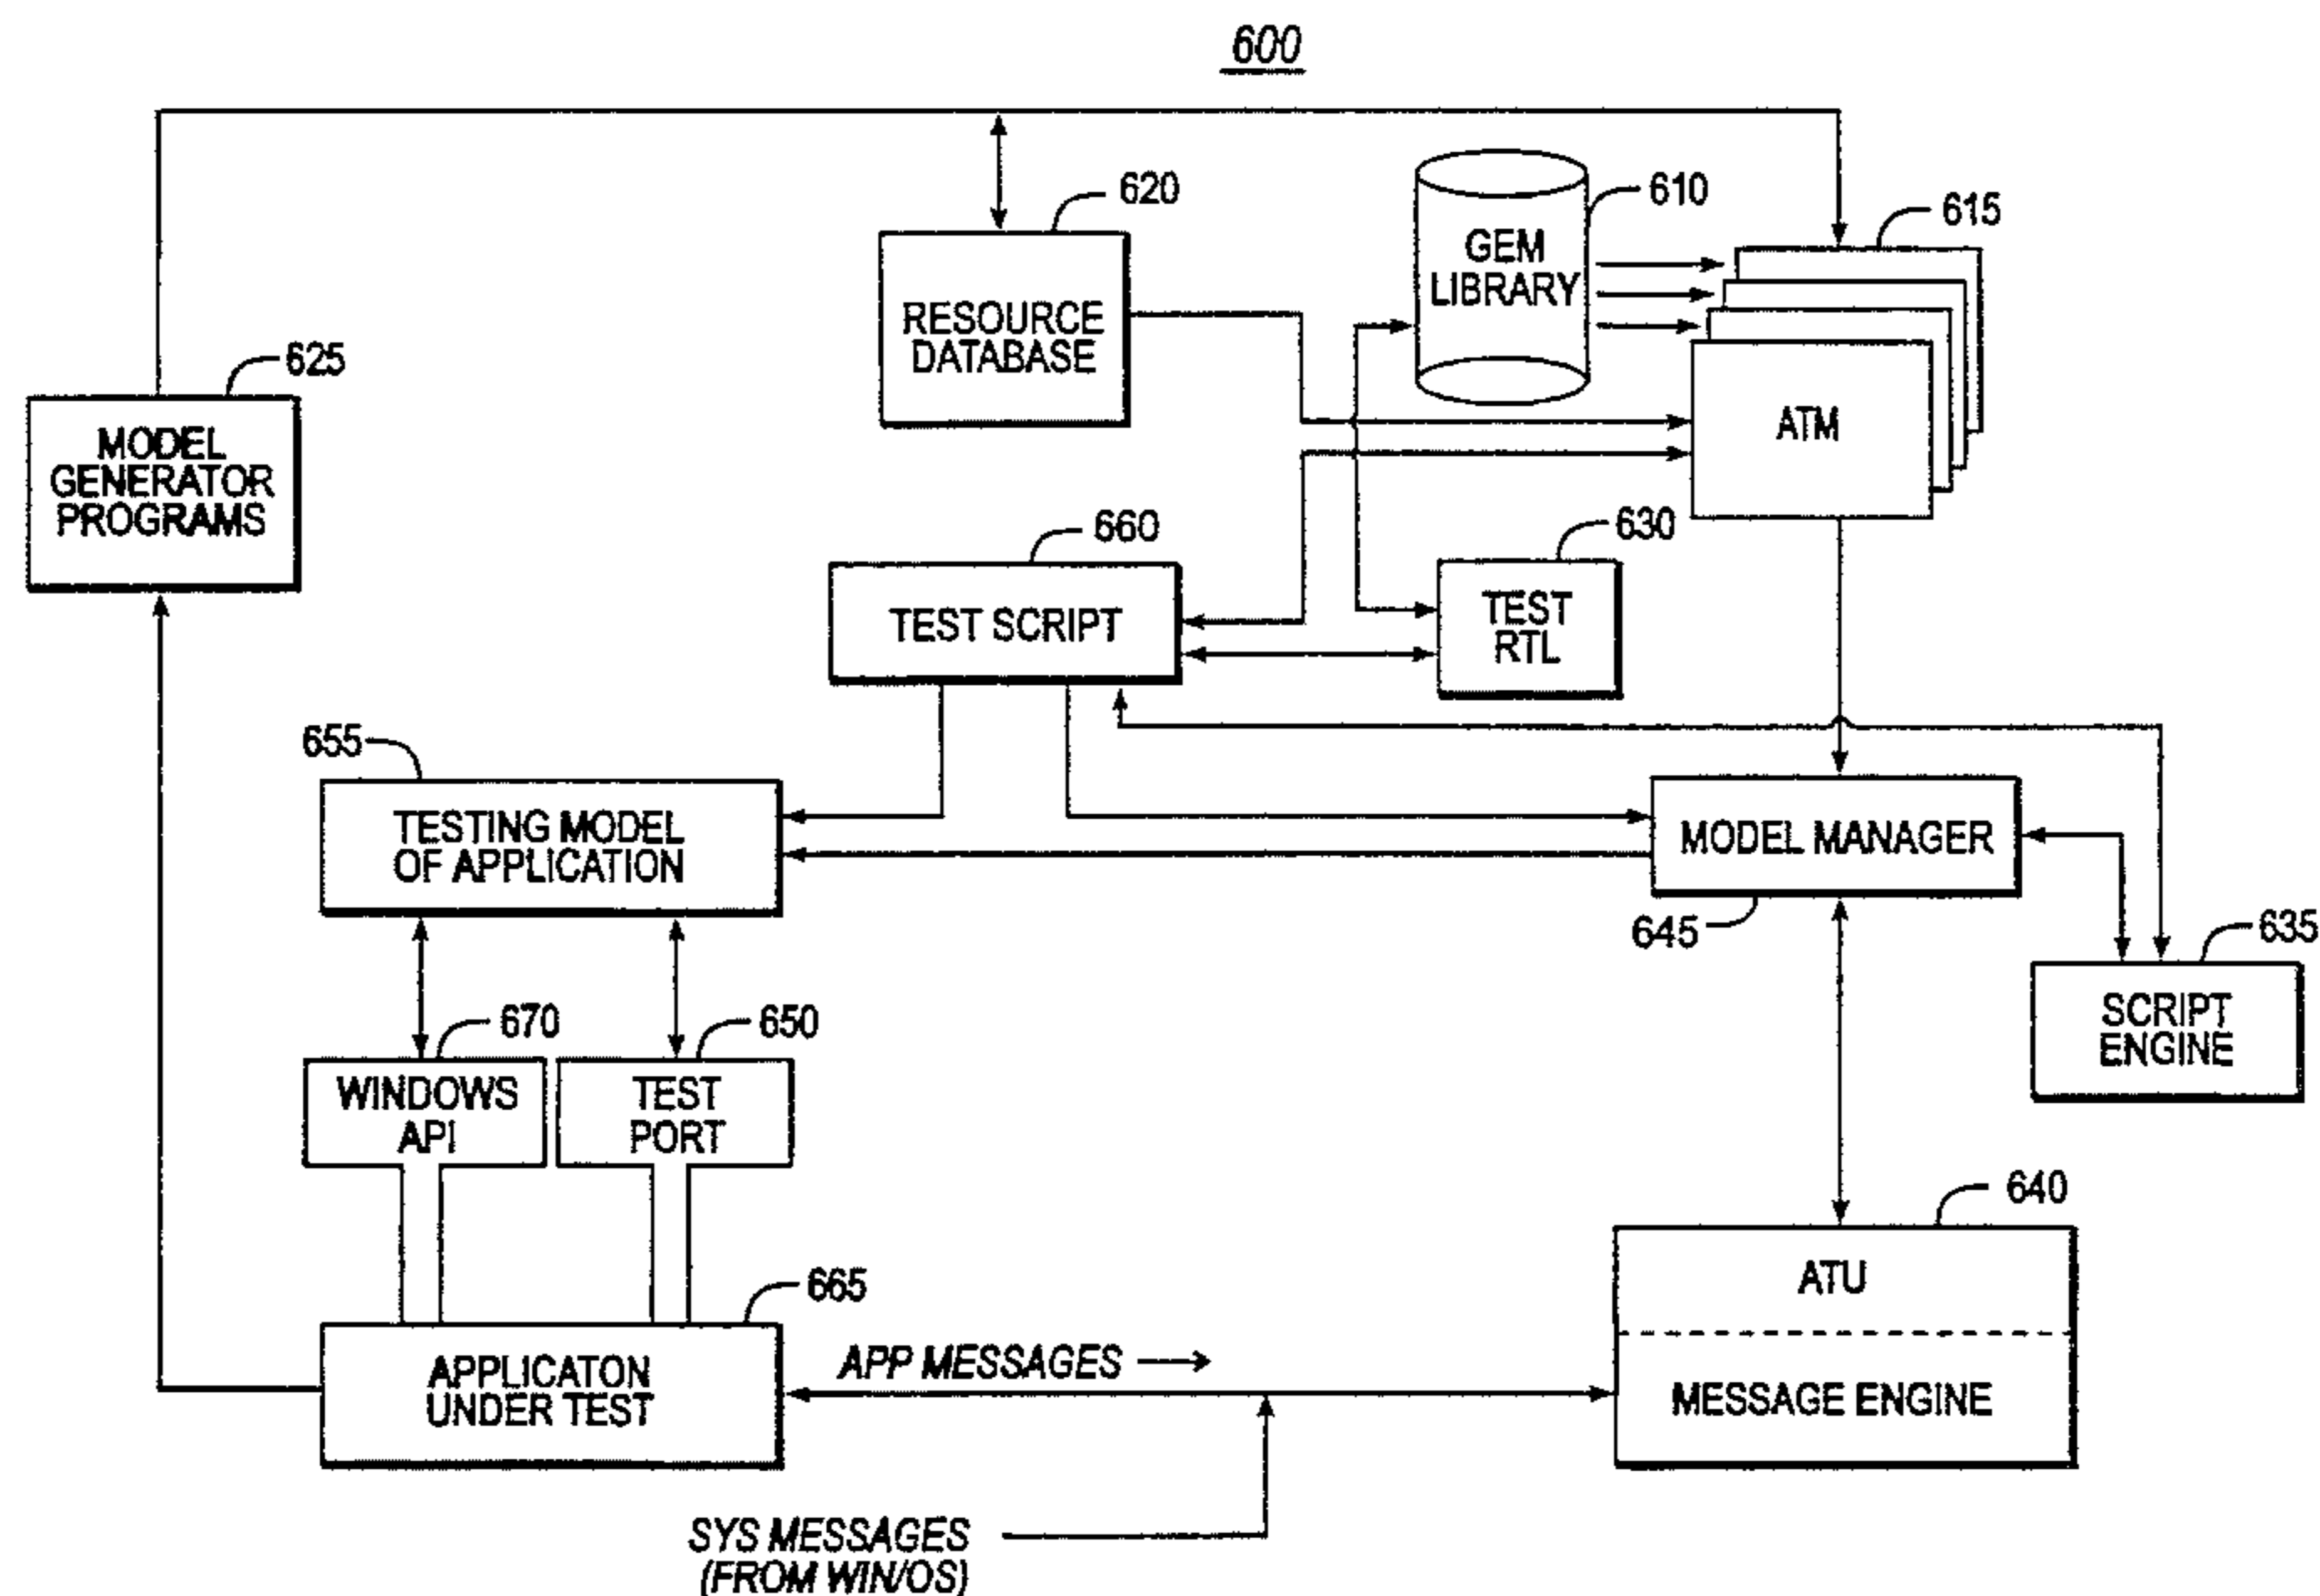 600
620
610
615
GEM
LIBRARY
RESOURCE
DATABASE
625
MODEL
GENERATOR
PROGRAMS
ATM
660
630
TEST SCRIPT
TEST
RTL
655
TESTING MODEL
OF APPLICATION
MODEL MANAGER
645
635
SCRIPT
ENGINE
670
650
WINDOWS
API
TEST
PORT
640
ATU
MESSAGE ENGINE
665
APPLICATON
UNDER TEST
APP MESSAGES
SYS MESSAGES
(FROM WIN/OS)